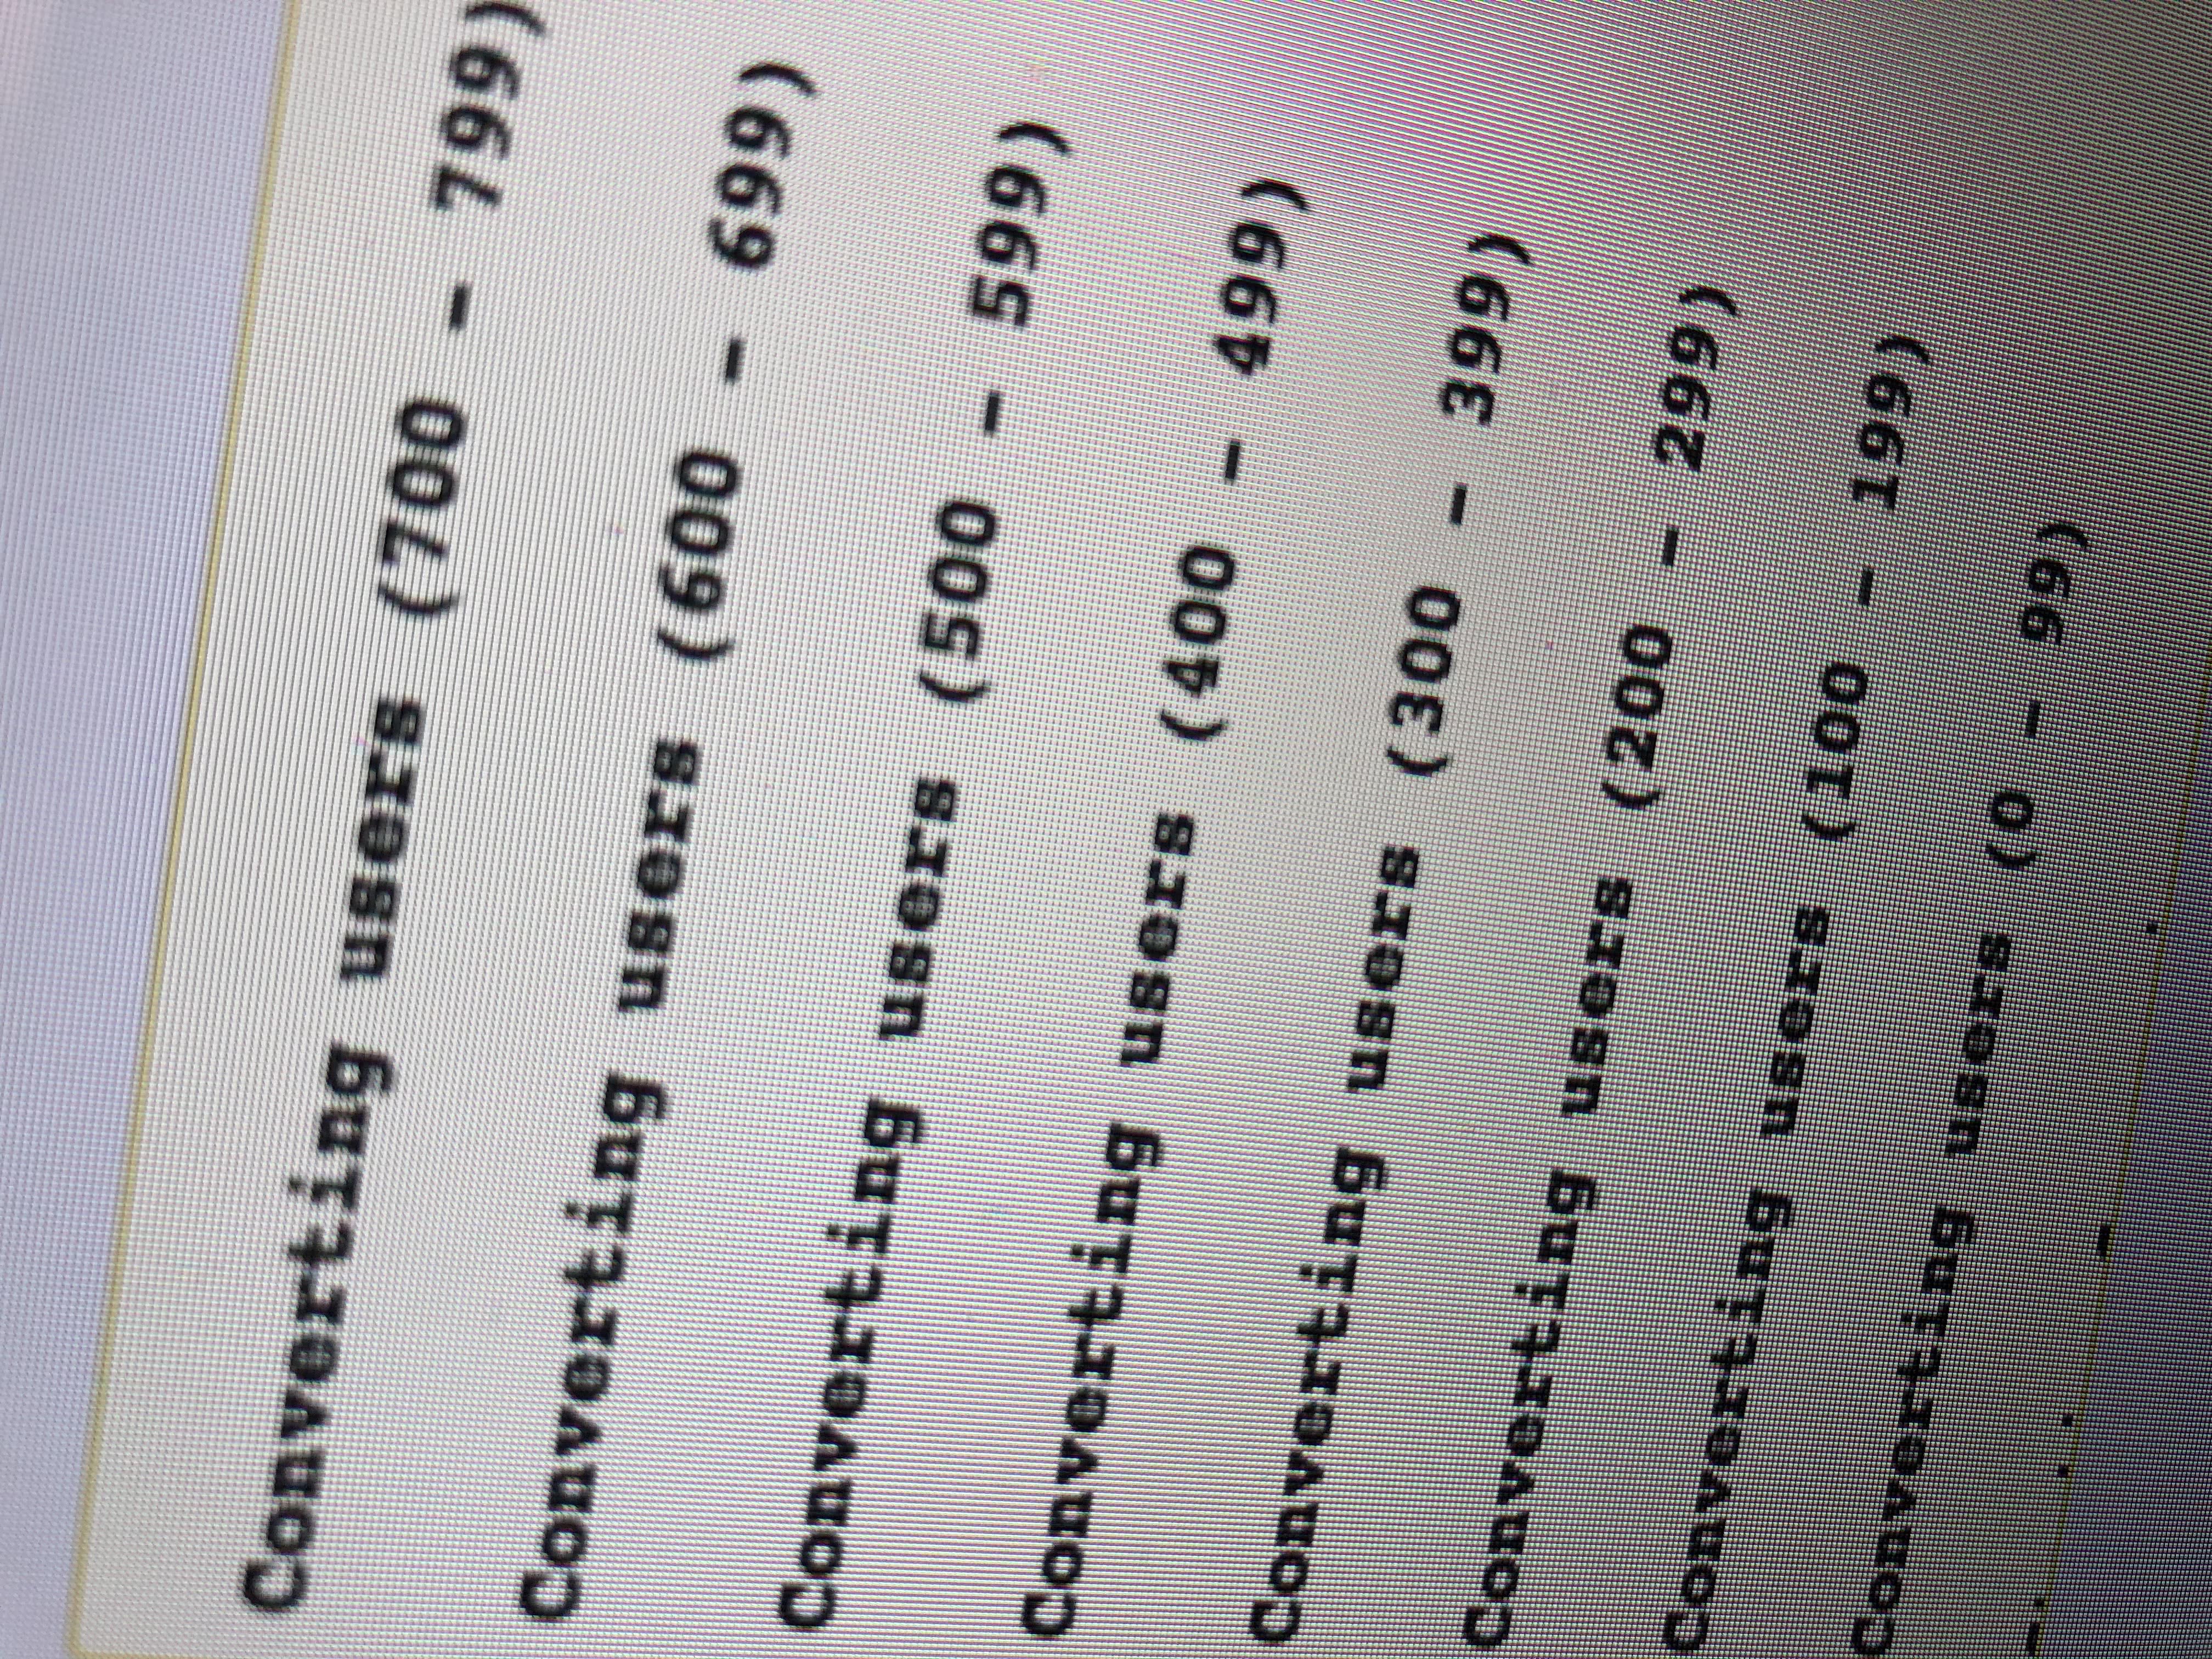 Converting users (700 - 799)
Converting users (600 - 699)
Converting users (500 - 599)
Converting users (400 - 499)
Converting users (300 - 399)
Converting users (200 - 299)
Converting users (100 - 199)
Converting users (0 - 99)